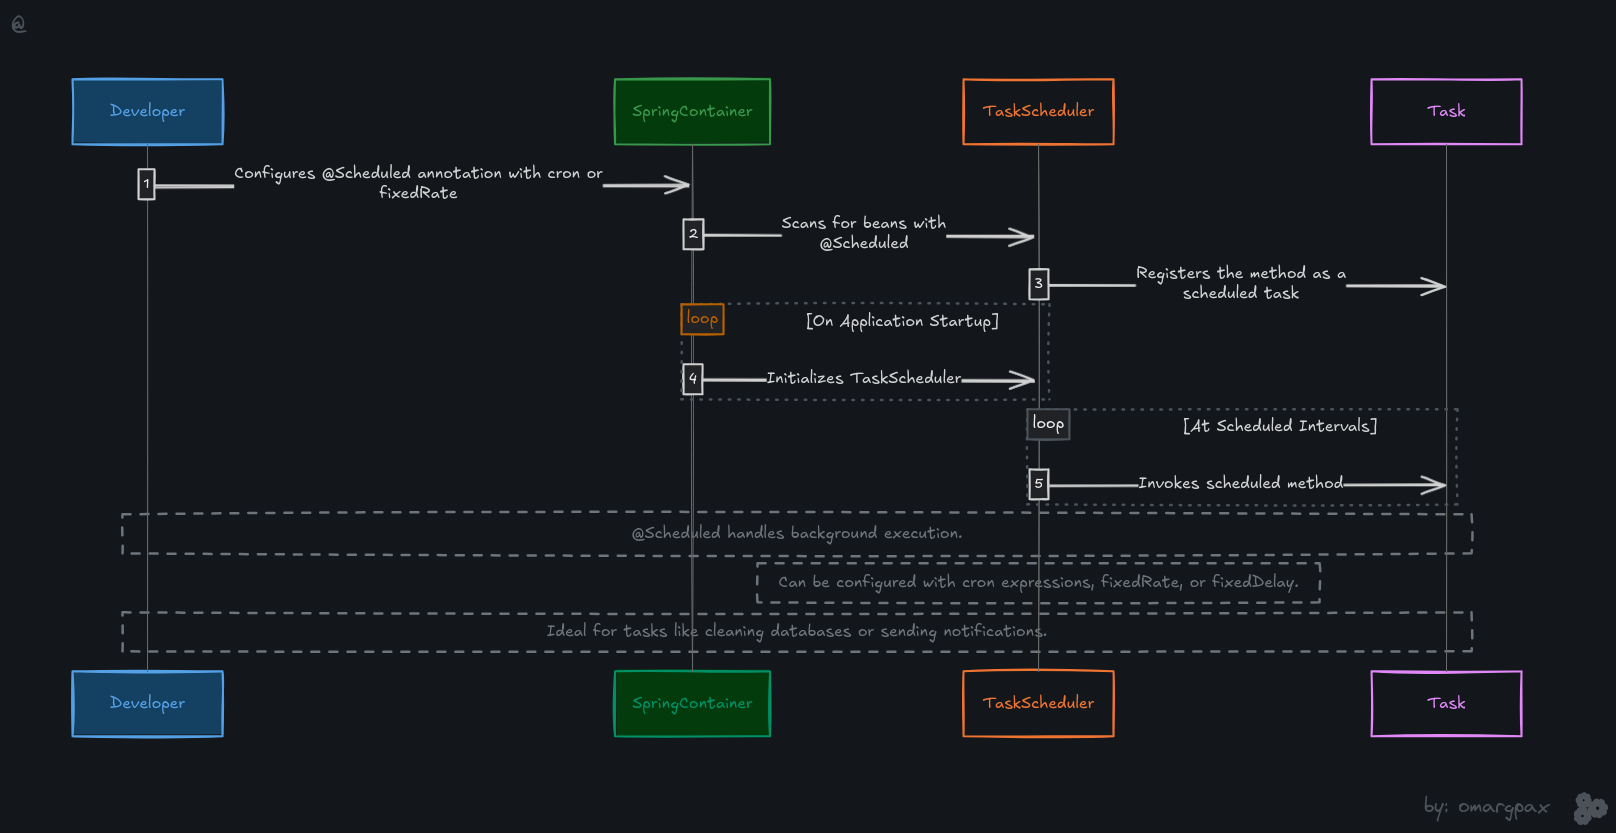 @
Developer
SpringContainer
TaskScheduler
Task
1
Configures @Scheduled annotation with cron or
fixedRate
2
Scans for beans with
@Scheduled
3
Registers the method as a
scheduled task
loop
[On Application Startup]
4
Initializes TaskScheduler
loop
[At Scheduled Intervals]
5
Invokes scheduled method
@Scheduled handles background execution.
Can be configured with cron expressions, fixedRate, or fixedDelay.
Ideal for tasks like cleaning databases or sending notifications.
Developer
SpringContainer
TaskScheduler
Task
by: omargpax